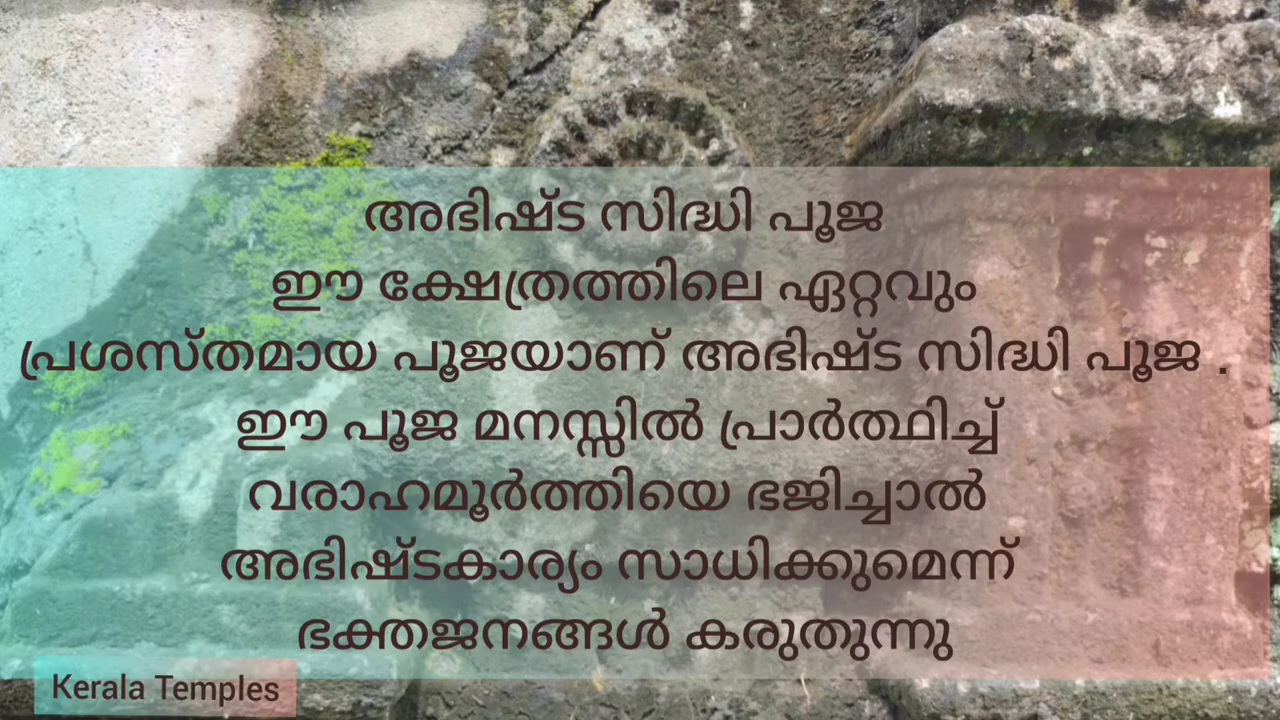 അഭിഷ്ട സിദ്ധി പൂജ
ഈ ക്ഷേത്രത്തിലെ ഏറ്റവും
പ്രശസ്തമായ പൂജയാണ് അഭിഷ്ട സിദ്ധി പൂജ .
ഈ പൂജ മനസ്സിൽ പ്രാർത്ഥിച്ച്
വരാഹമൂർത്തിയെ ഭജിച്ചാൽ
അഭിഷ്ടകാര്യം സാധിക്കുമെന്ന്
ഭക്തജനങ്ങൾ കരുതുന്നു
Kerala Temples